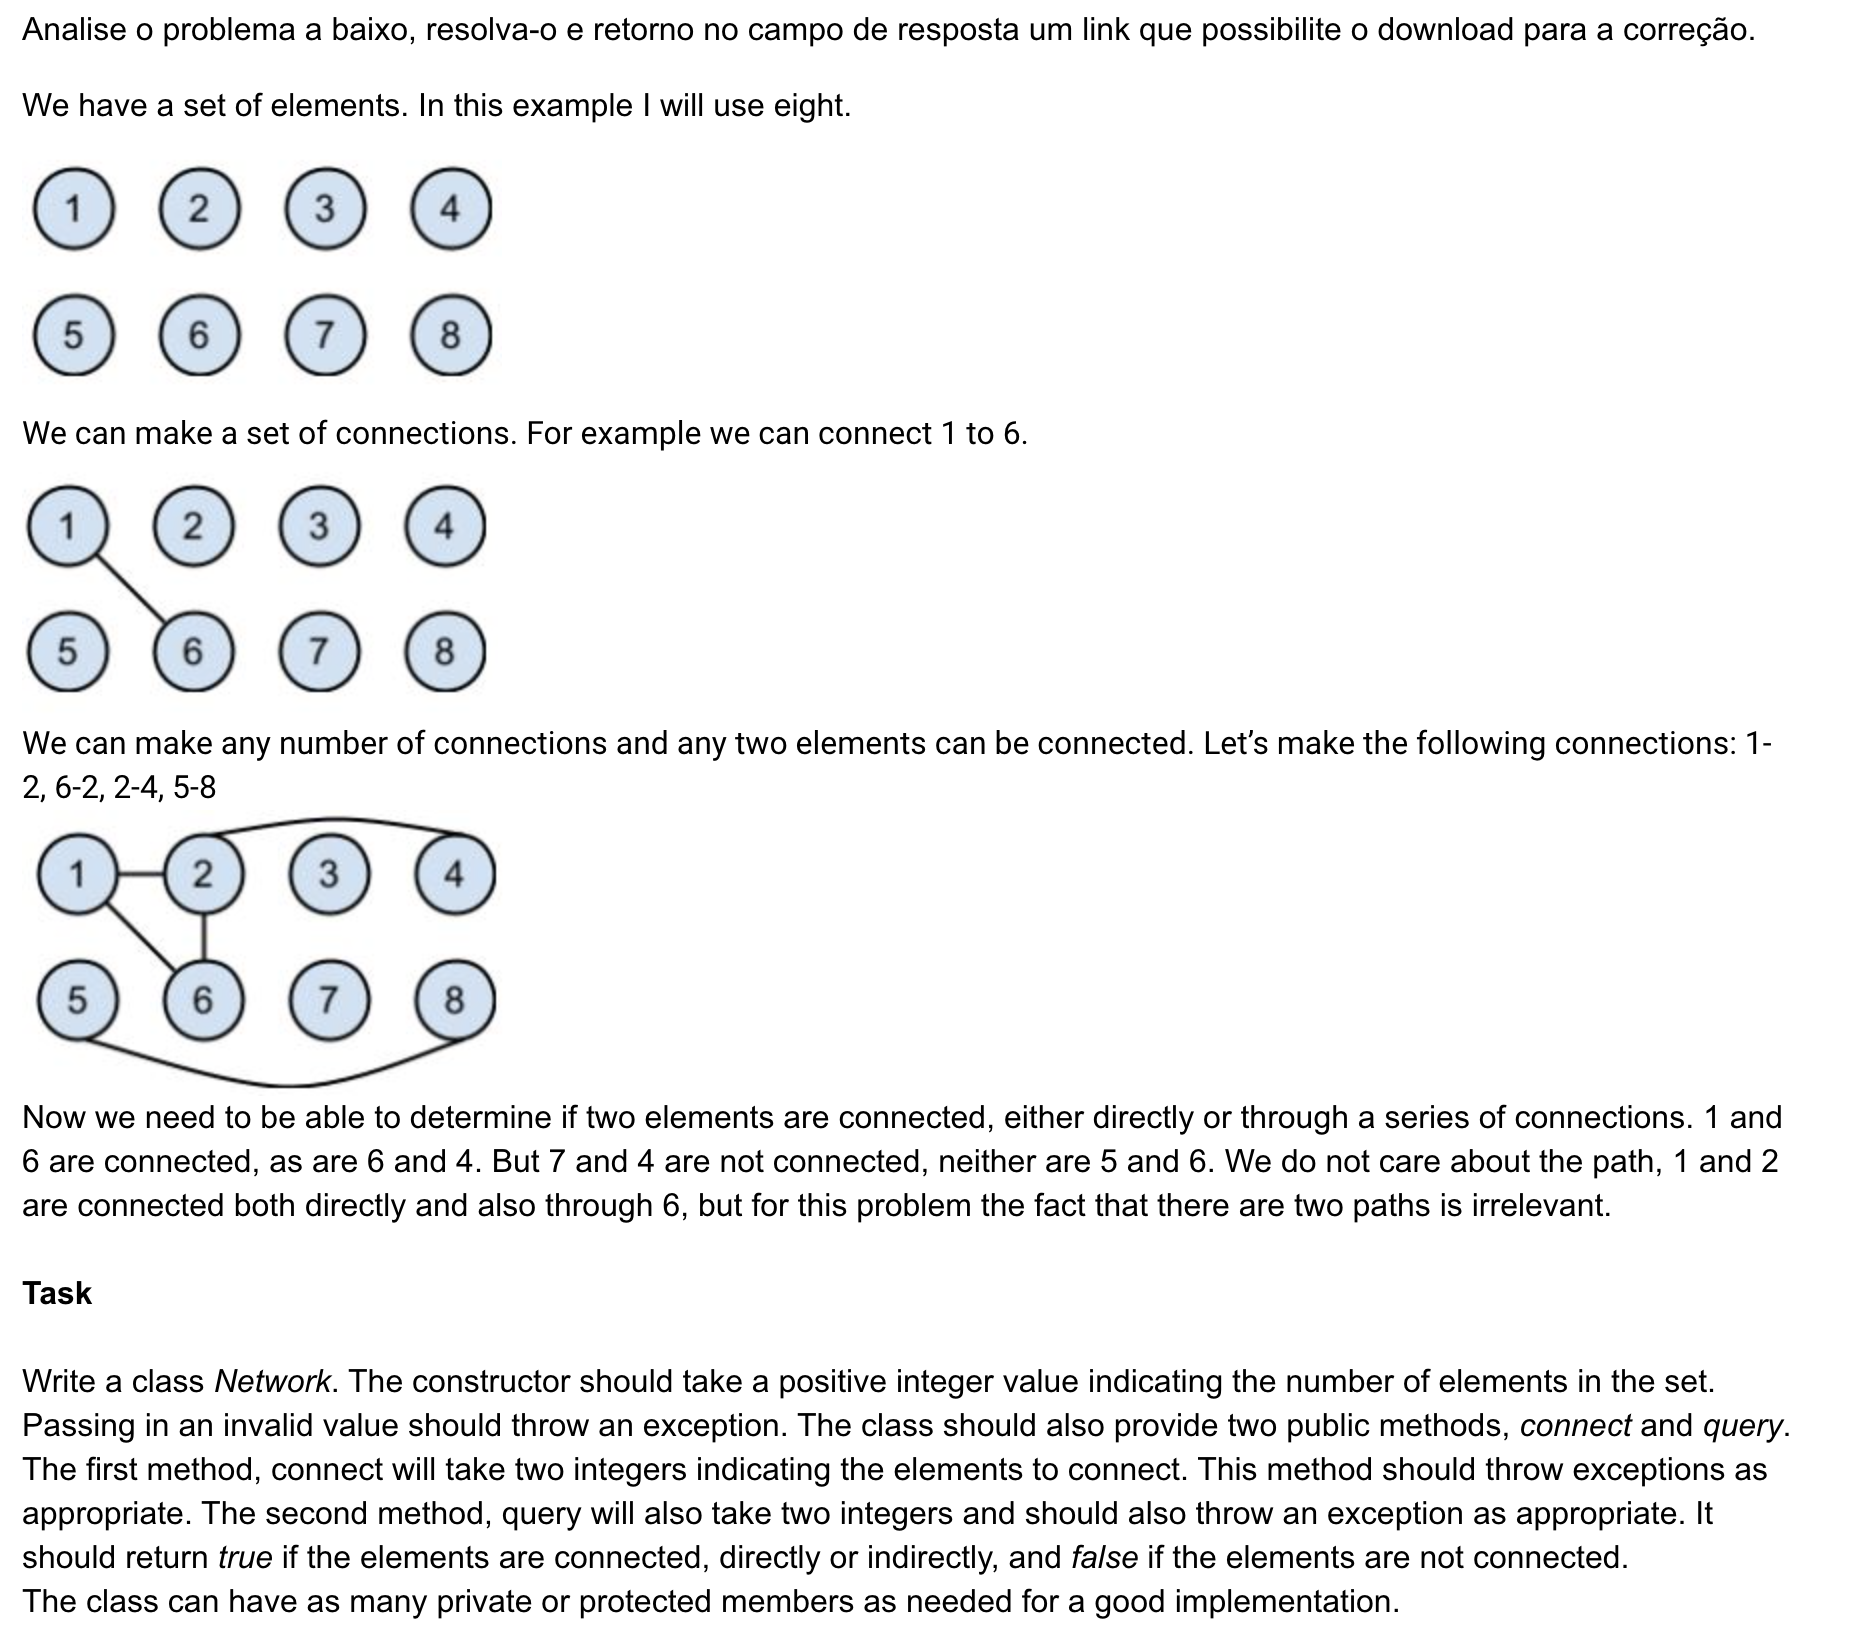 Analise o problema a baixo, resolva-o e retorno no campo de resposta um link que possibilite o download para a correção.
We have a set of elements. In this example I will use eight.
1 2 3 4
5 6 7 8
We can make a set of connections. For example we can connect 1 to 6.
1 2 3 4
5 6 7 8
We can make any number of connections and any two elements can be connected. Let’s make the following connections: 1-
2, 6-2, 2-4, 5-8
1 2 3 4
5 6 7 8
Now we need to be able to determine if two elements are connected, either directly or through a series of connections. 1 and
6 are connected, as are 6 and 4. But 7 and 4 are not connected, neither are 5 and 6. We do not care about the path, 1 and 2
are connected both directly and also through 6, but for this problem the fact that there are two paths is irrelevant.
Task
Write a class Network. The constructor should take a positive integer value indicating the number of elements in the set.
Passing in an invalid value should throw an exception. The class should also provide two public methods, connect and query.
The first method, connect will take two integers indicating the elements to connect. This method should throw exceptions as
appropriate. The second method, query will also take two integers and should also throw an exception as appropriate. It
should return true if the elements are connected, directly or indirectly, and false if the elements are not connected.
The class can have as many private or protected members as needed for a good implementation.